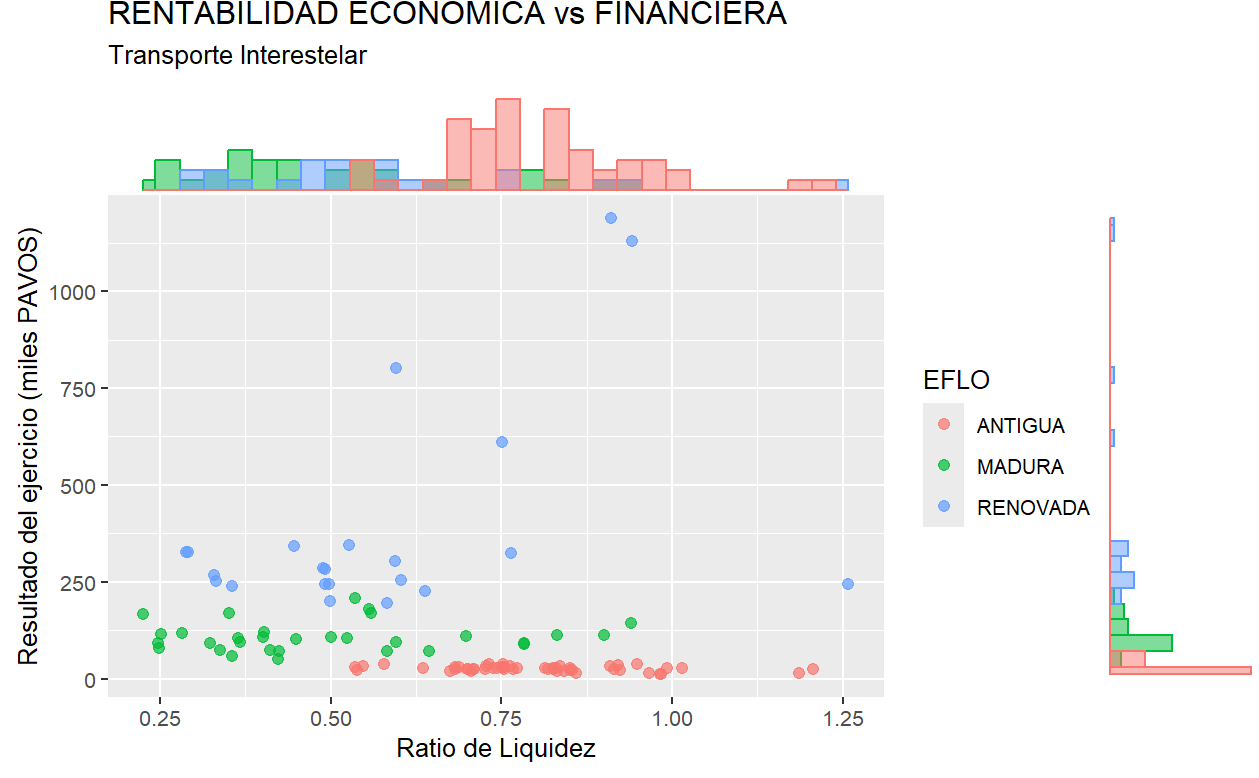 RENTABILIDAD ECONÓMICA vs FINANCIERA
Transporte Interestelar
Resultado del ejercicio (miles PAVOS)
1000
750
500
250
0
0.25 0.50 0.75 1.00 1.25
Ratio de Liquidez
EFLO
ANTIGUA
MADURA
RENOVADA